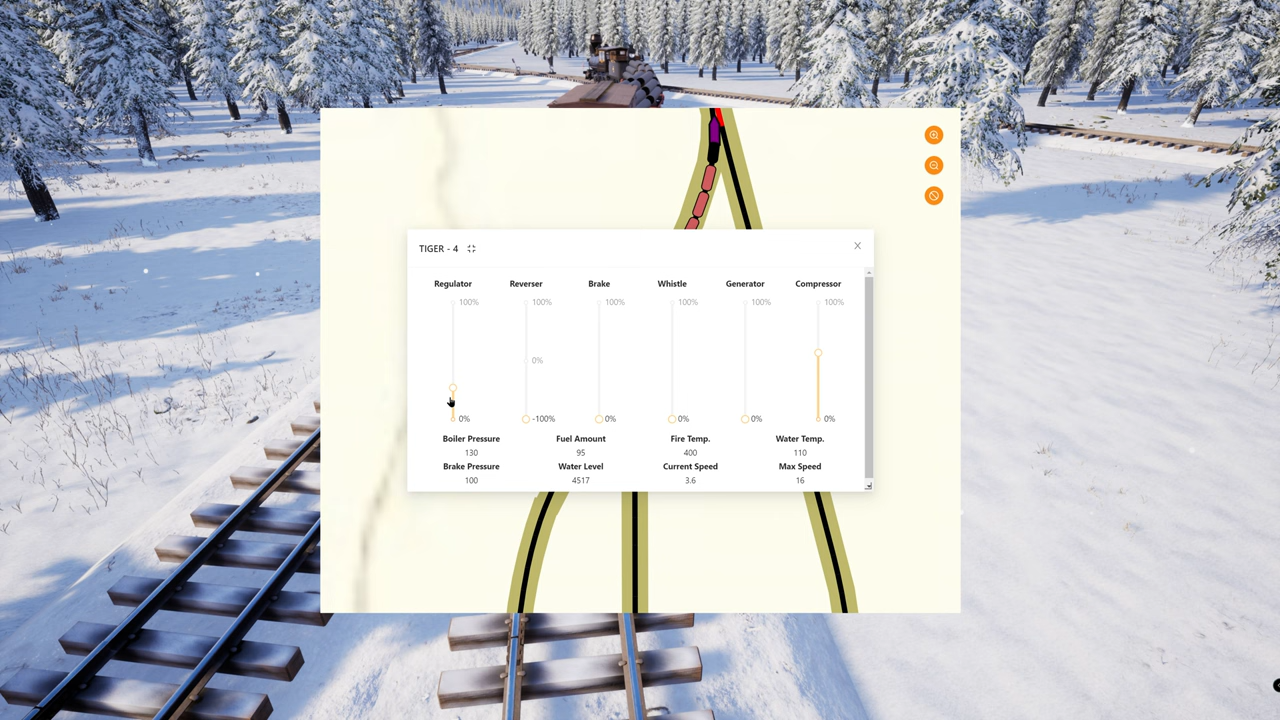 TIGER - 4
Regulator Reverser Brake Whistle Generator Compressor
100% 100% 100% 100% 100% 100%
0%
0% -100% 0% 0% 0% 0%
Boiler Pressure Fuel Amount Fire Temp. Water Temp.
130 95 400 110
Brake Pressure Water Level Current Speed Max Speed
100 4517 3.6 16